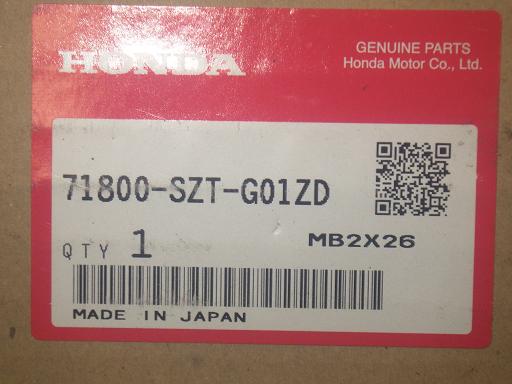 HONDA
GENUINE PARTS
Honda Motor Co., Ltd.
71800-SZT-G01ZD
QTY 1
MB2X26
MADE IN JAPAN